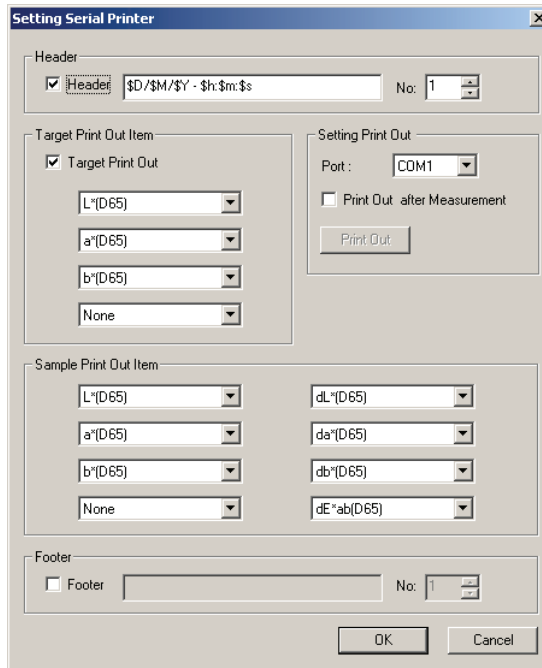 Setting Serial Printer
Header
Header $D/$M/$Y - $h:$m:$s No: 1
Target Print Out Item
Target Print Out
L*(D65)
a*(D65)
b*(D65)
None
Setting Print Out
Port : COM1
Print Out after Measurement
Print Out
Sample Print Out Item
L*(D65) dL*(D65)
a*(D65) da*(D65)
b*(D65) db*(D65)
None dE*ab(D65)
Footer
Footer No: 1
OK Cancel